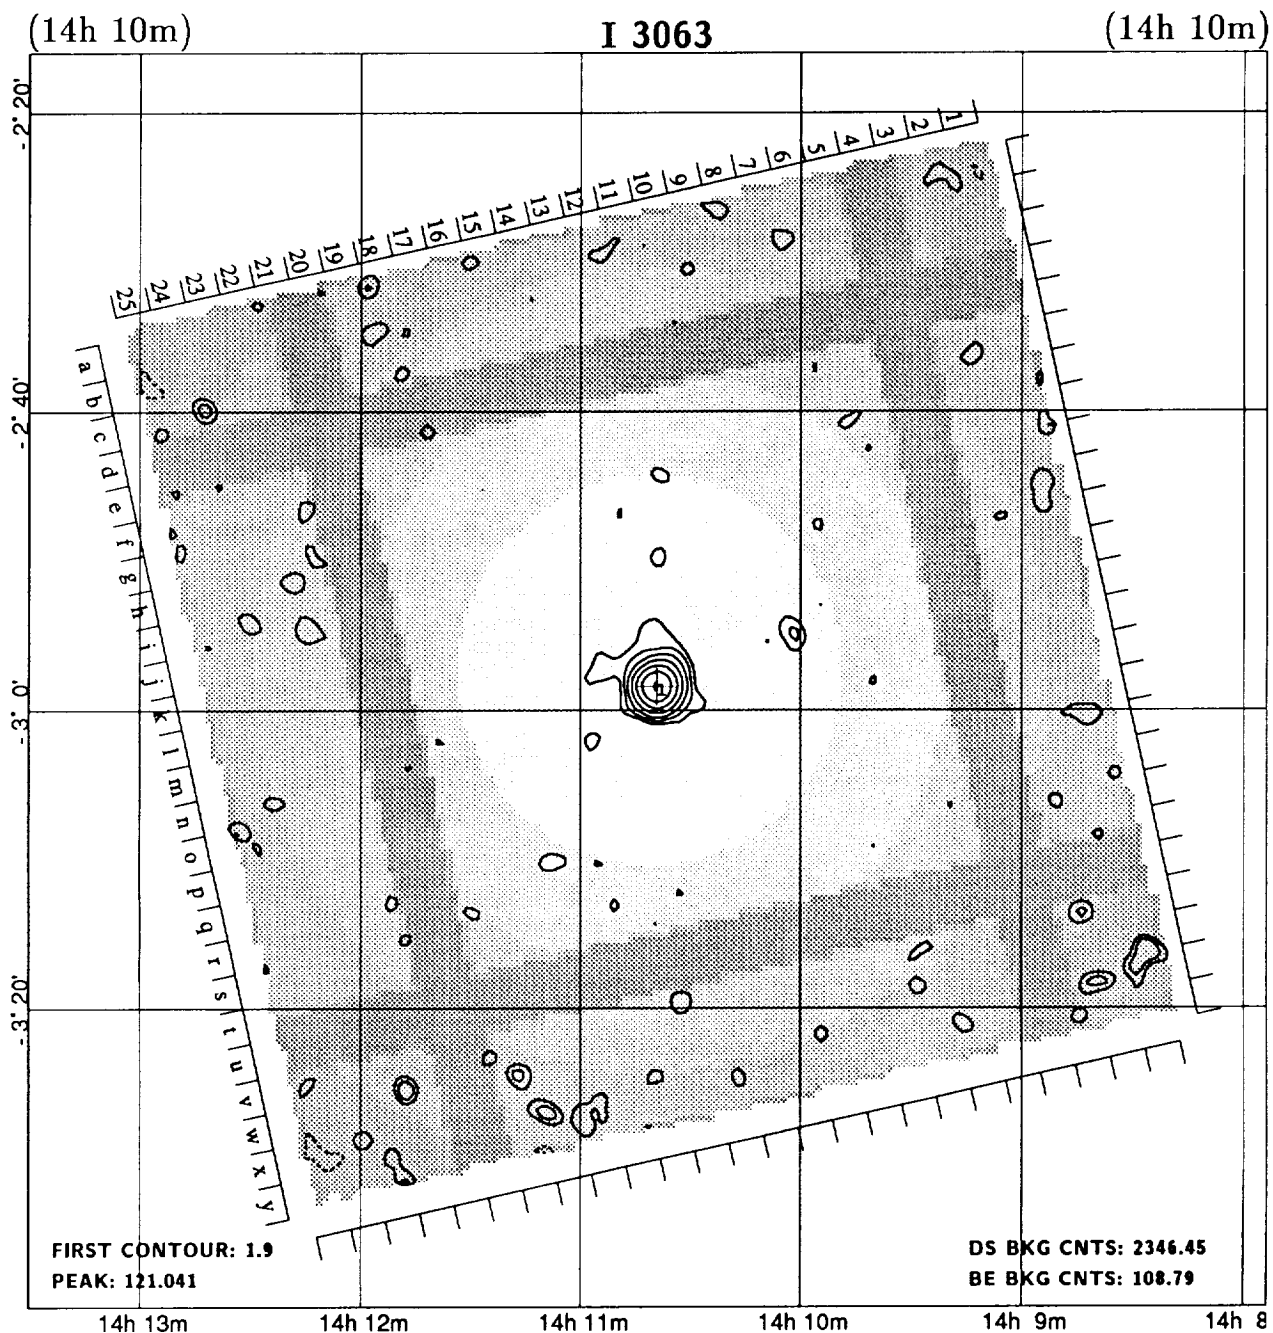 (14h 10m) I 3063 (14h 10m)
1
2
3
4
5
6
7
8
9
10
11
12
13
14
15
16
17
18
19
20
21
22
23
24
25
-2° 20'
-2° 40'
-3° 0'
-3° 20'
a
b
c
d
e
f
g
h
i
j
k
l
m
n
o
p
q
r
s
t
u
v
w
x
y
FIRST CONTOUR: 1.9
PEAK: 121.041
DS BKG CNTS: 2346.45
BE BKG CNTS: 108.79
14h 13m 14h 12m 14h 11m 14h 10m 14h 9m 14h 8